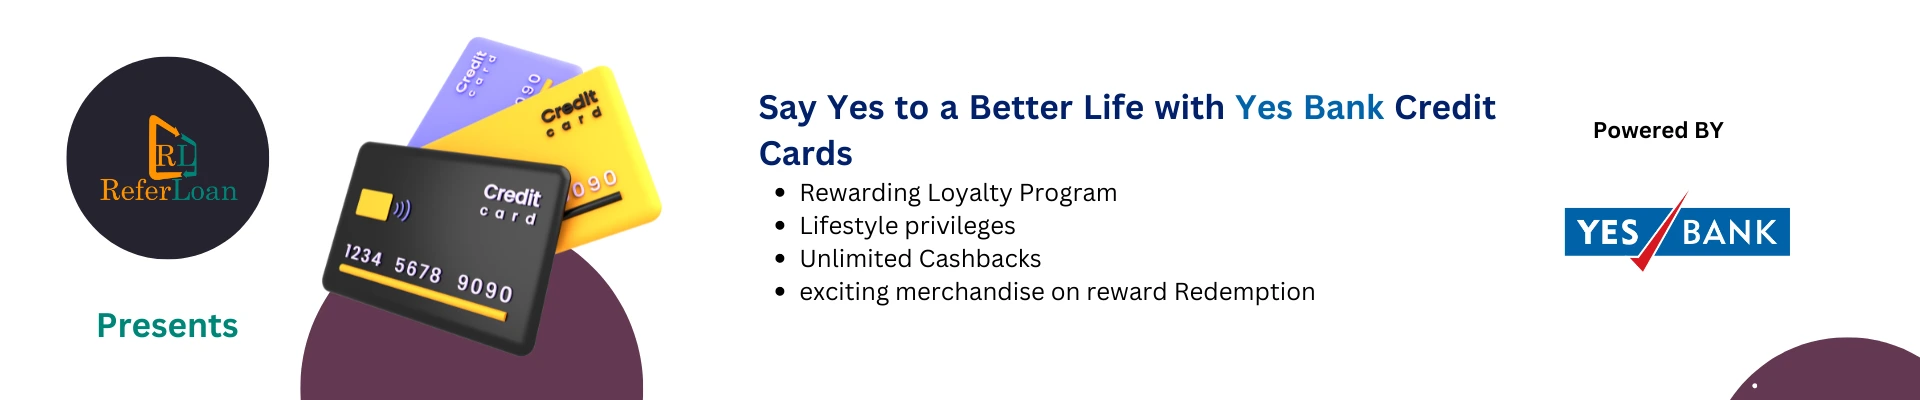 RL
ReferLoan
Presents
Credit
card
090
Credit
card
090
Credit
card
1234 5678 9090
Say Yes to a Better Life with Yes Bank Credit
Cards
• Rewarding Loyalty Program
• Lifestyle privileges
• Unlimited Cashbacks
• exciting merchandise on reward Redemption
Powered BY
YES BANK